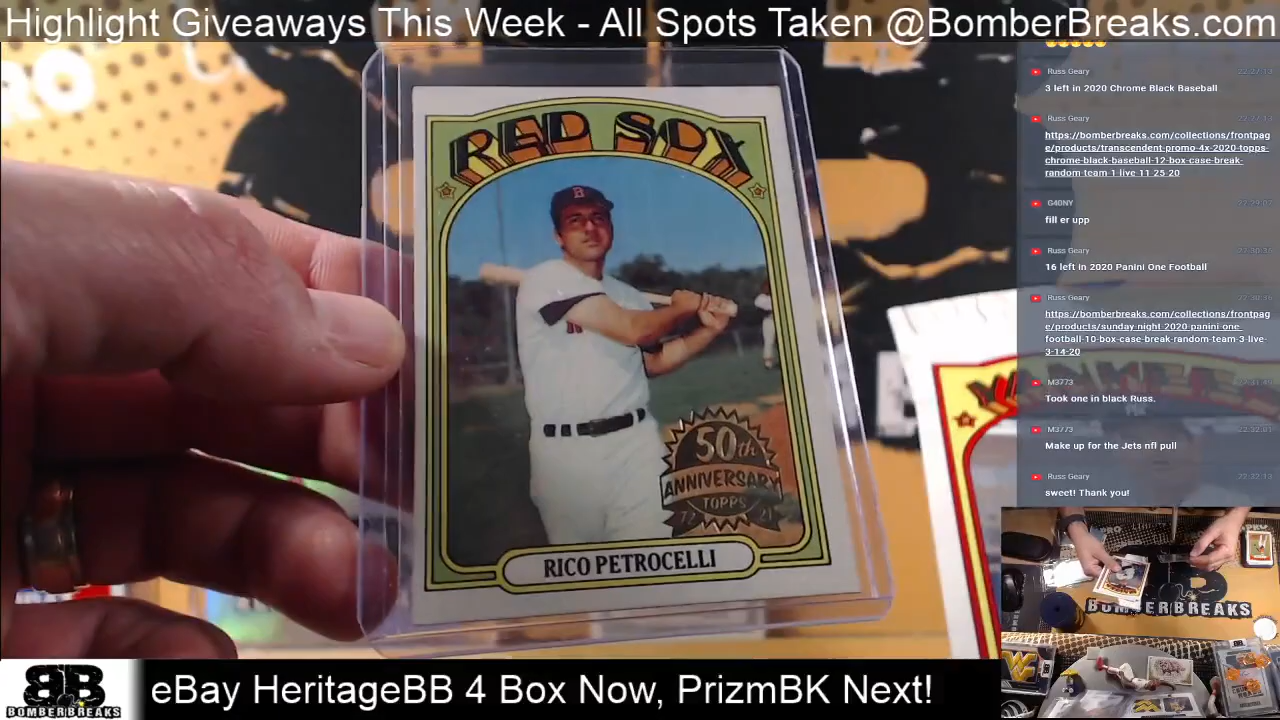 Highlight Giveaways This Week - All Spots Taken @BomberBreaks.com
RED SOX
50th
ANNIVERSARY
TOPPS
RICO PETROCELLI
Russ Geary
3 left in 2020 Chrome Black Baseball
Russ Geary
https://bomberbreaks.com/collections/frontpag
e/products/transcendent-promo-4x-2020-topps-
chrome-black-baseball-12-box-case-break-
random-team-1-live-11-25-20
G4DNY
fill er upp
Russ Geary
16 left in 2020 Panini One Football
Russ Geary
https://bomberbreaks.com/collections/frontpag
e/products/sunday-night-2020-panini-one-
football-10-box-case-break-random-team-3-live-
3-14-20
M3773
Took one in black Russ.
M3773
Make up for the Jets nfl pull
Russ Geary
sweet! Thank you!
BOMBERBREAKS
BB
BOMBERBREAKS
eBay HeritageBB 4 Box Now, PrizmBK Next!